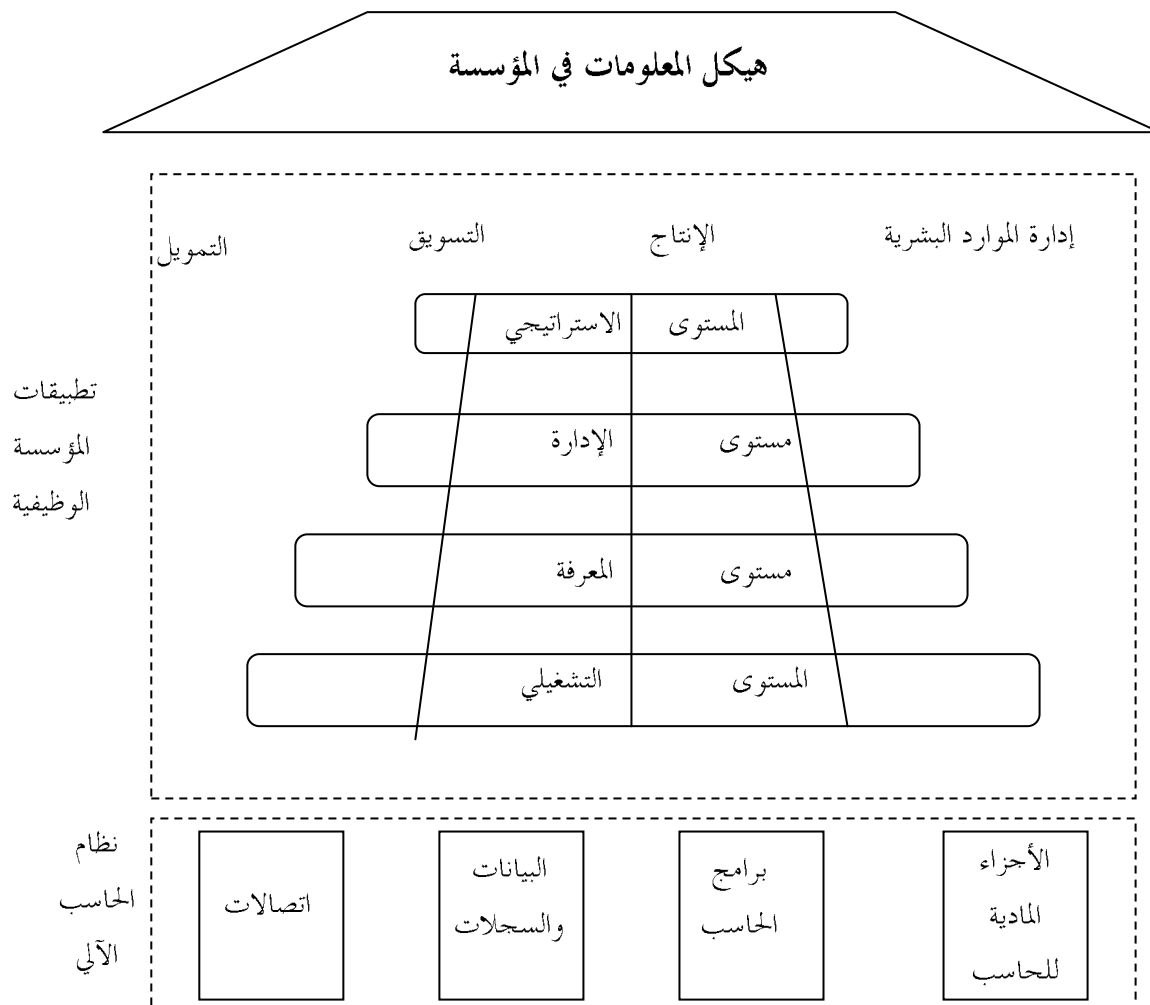 هيكل المعلومات في المؤسسة
إدارة الموارد البشرية
الإنتاج
التسويق
التمويل
المستوى الاستراتيجي
مستوى الإدارة
مستوى المعرفة
المستوى التشغيلي
تطبيقات
المؤسسة
الوظيفية
الأجزاء
المادية
للحاسب
برامج
الحاسب
البيانات
والسجلات
اتصالات
نظام
الحاسب
الآلي